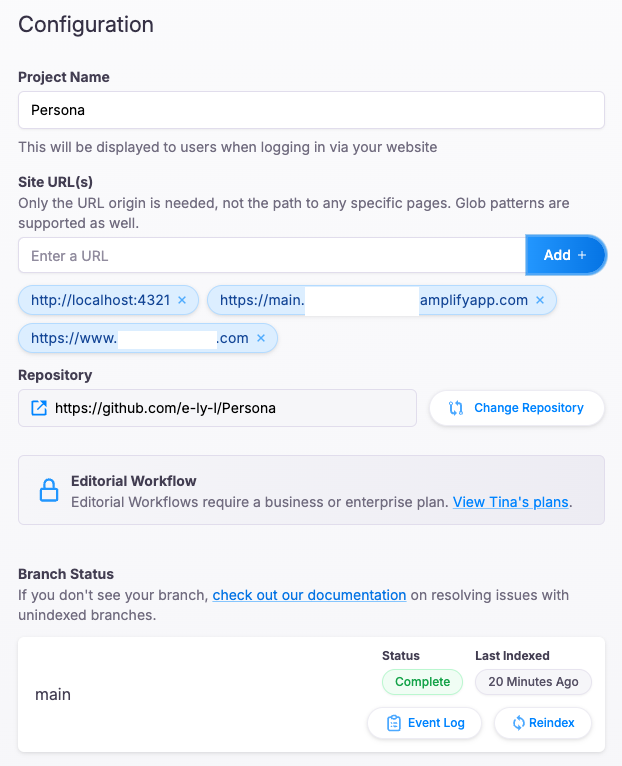 Configuration
Project Name
Persona
This will be displayed to users when logging in via your website
Site URL(s)
Only the URL origin is needed, not the path to any specific pages. Glob patterns are
supported as well.
Enter a URL
Add +
http://localhost:4321 × https://main. amplifyapp.com ×
https://www. .com ×
Repository
https://github.com/e-ly-l/Persona
Change Repository
Editorial Workflow
Editorial Workflows require a business or enterprise plan. View Tina's plans.
Branch Status
If you don't see your branch, check out our documentation on resolving issues with
unindexed branches.
Status Last Indexed
main
Complete 20 Minutes Ago
Event Log Reindex